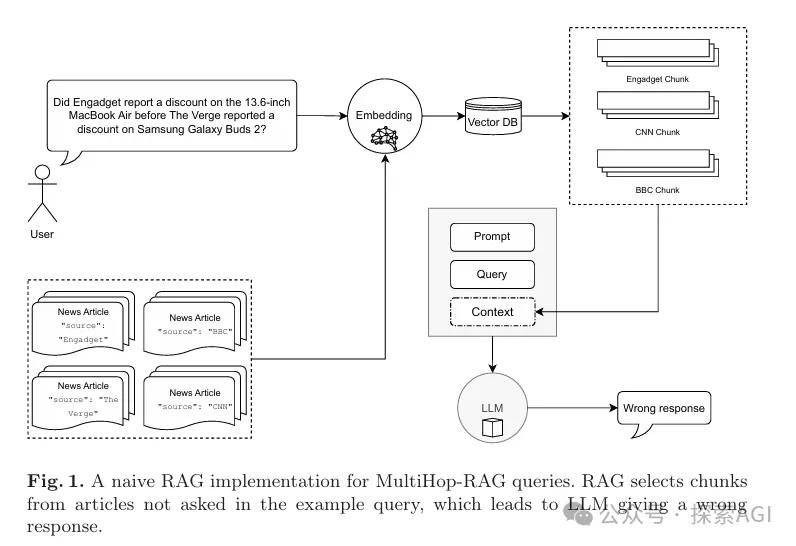 Did Engadget report a discount on the 13.6-inch
MacBook Air before The Verge reported a
discount on Samsung Galaxy Buds 2?
User
Embedding
Vector DB
Engadget Chunk
CNN Chunk
BBC Chunk
News Article
"source":
"Engadget"
News Article
"source": "BBC"
News Article
"source": "The
Verge"
News Article
"source": "CNN"
Prompt
Query
Context
LLM
Wrong response
Fig. 1. A naive RAG implementation for MultiHop-RAG queries. RAG selects chunks
from articles not asked in the example query, which leads to LLM giving a wrong
response.
公众号 · 探索AGI